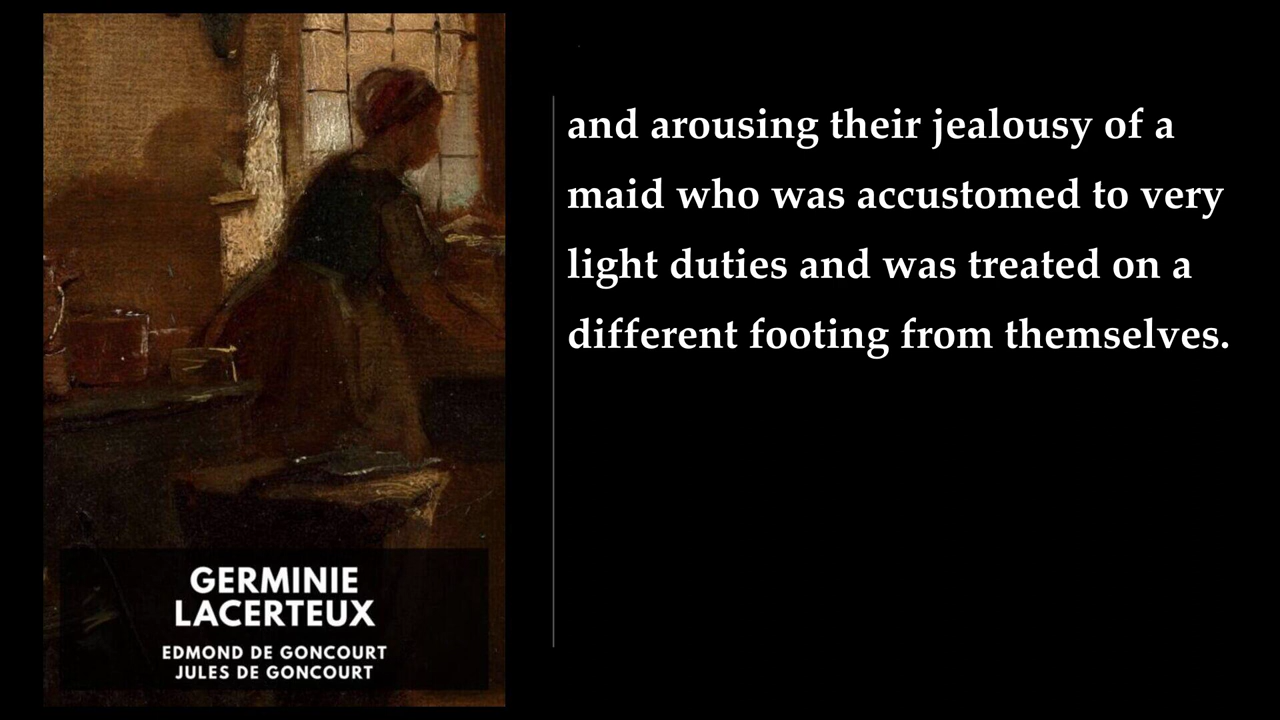 GERMINIE
LACERTEUX
EDMOND DE GONCOURT
JULES DE GONCOURT
and arousing their jealousy of a
maid who was accustomed to very
light duties and was treated on a
different footing from themselves.